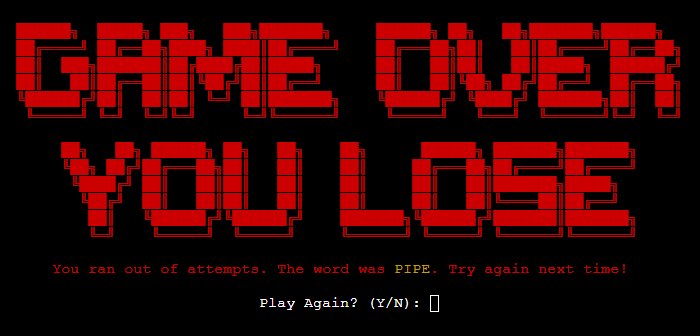 GAME OVER
YOU LOSE
You ran out of attempts. The word was PIPE. Try again next time!
Play Again? (Y/N):